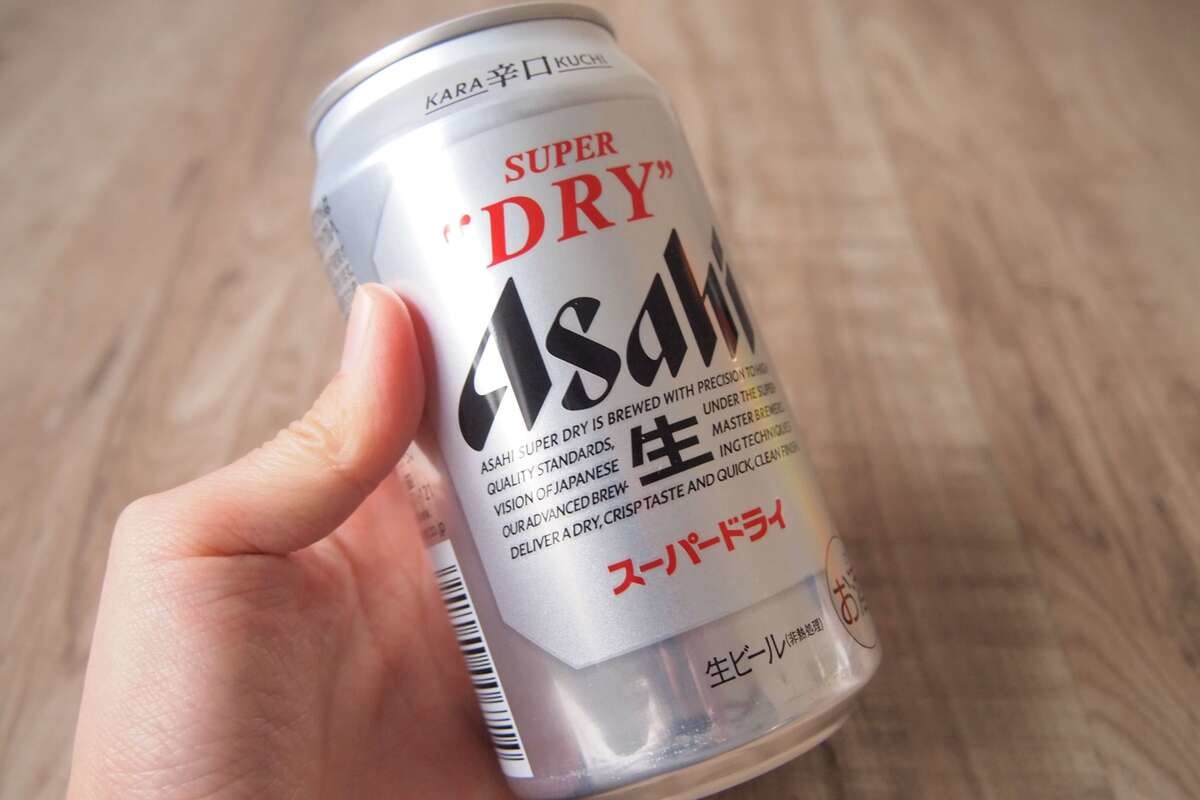 KARA 辛口 KUCHI
SUPER
"DRY"
Asahi
ASAHI SUPER DRY IS BREWED WITH PRECISION TO HIGH
QUALITY STANDARDS, UNDER THE SUPER-
VISION OF JAPANESE MASTER BREWERS.
OUR ADVANCED BREW- ING TECHNIQUES
DELIVER A DRY, CRISP TASTE AND QUICK, CLEAN FINISH.
生
スーパードライ
生ビール(非熱処理)
お